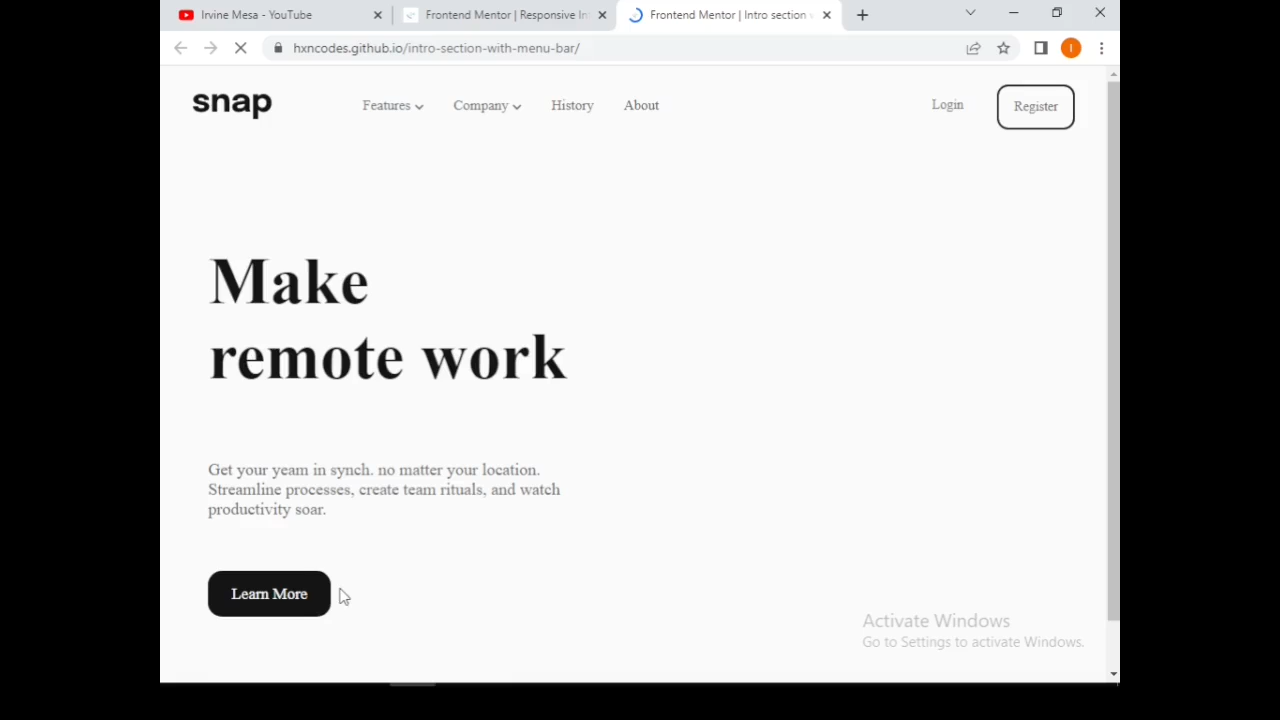 Irvine Mesa - YouTube
Frontend Mentor | Responsive In
Frontend Mentor | Intro section
hxncodes.github.io/intro-section-with-menu-bar/
I
snap
Features
Company
History
About
Login
Register
Make
remote work
Get your yeam in synch. no matter your location.
Streamline processes, create team rituals, and watch
productivity soar.
Learn More
Activate Windows
Go to Settings to activate Windows.